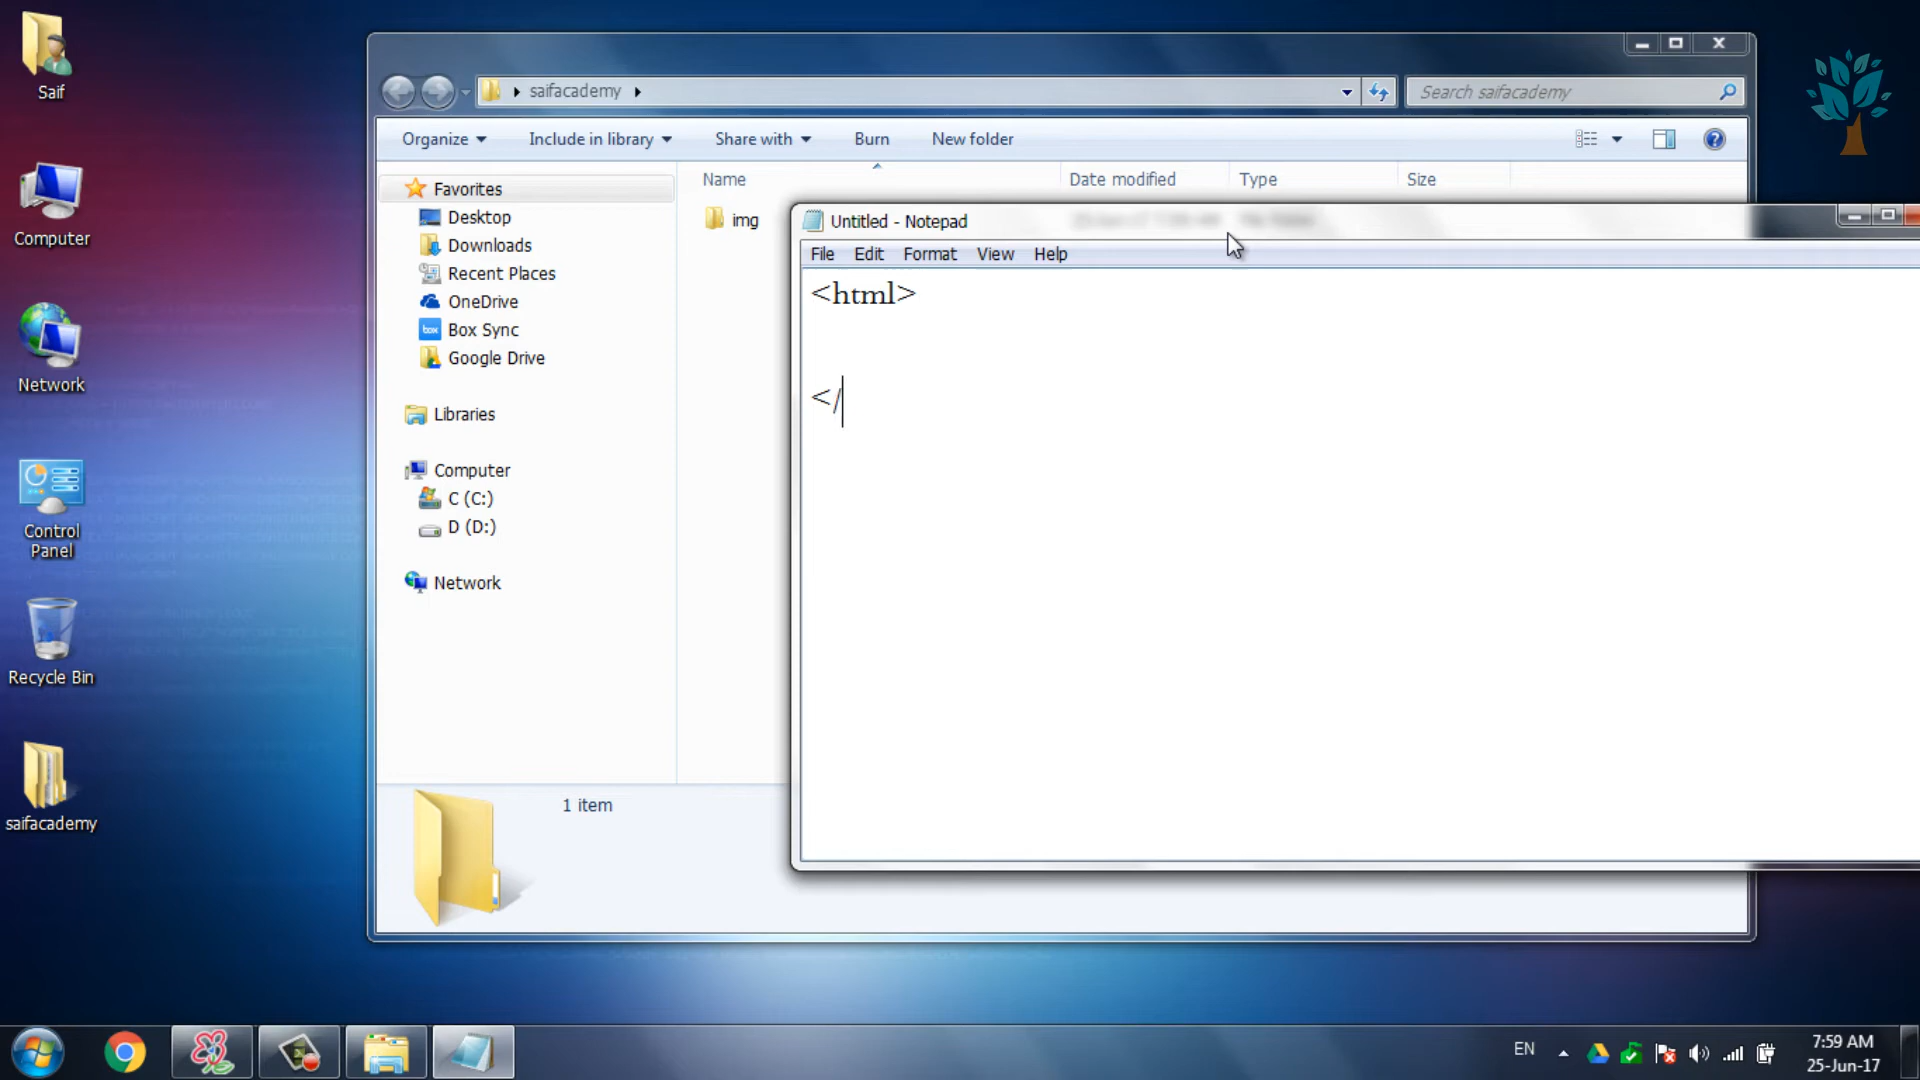 Saif
Computer
Network
Control
Panel
Recycle Bin
saifacademy
saifacademy
Search saifacademy
Organize
Include in library
Share with
Burn
New folder
Favorites
Desktop
Downloads
Recent Places
OneDrive
Box Sync
Google Drive
Libraries
Computer
C (C:)
D (D:)
Network
Name
Date modified
Type
Size
img
1 item
Untitled - Notepad
File
Edit
Format
View
Help
<html>
</
EN
7:59 AM
25-Jun-17